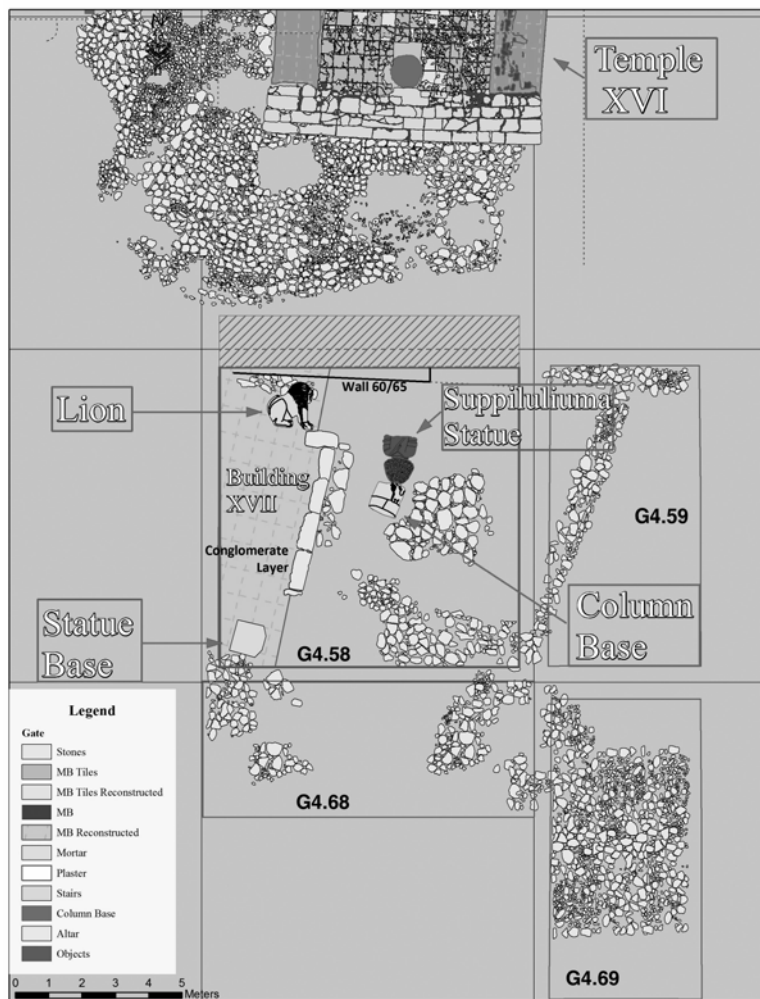 N
Temple
XVI
Wall 60/65
Lion
Suppiluliuma
Statue
Building
XVII
G4.59
Conglomerate
Layer
Column
Base
Statue
Base
G4.58
Legend
Gate
Stones
MB Tiles
MB Tiles Reconstructed
MB
MB Reconstructed
Mortar
Plaster
Stairs
Column Base
Altar
Objects
G4.68
0 1 2 3 4 5
Meters
G4.69